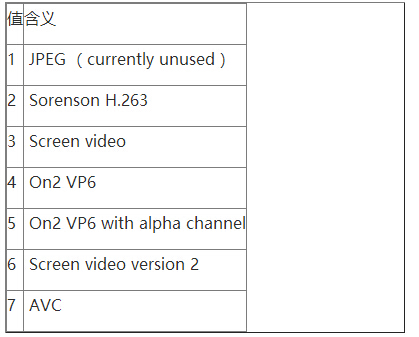 值 含义
1 JPEG （currently unused）
2 Sorenson H.263
3 Screen video
4 On2 VP6
5 On2 VP6 with alpha channel
6 Screen video version 2
7 AVC